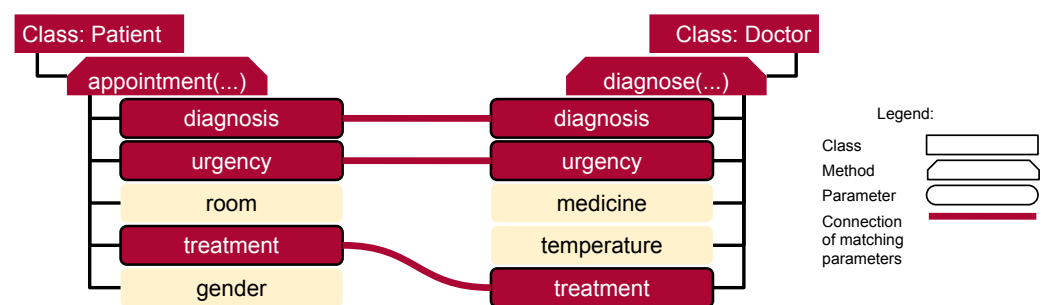 Class: Patient
appointment(...)
diagnosis
urgency
room
treatment
gender
Class: Doctor
diagnose(...)
diagnosis
urgency
medicine
temperature
treatment
Legend:
Class
Method
Parameter
Connection
of matching
parameters